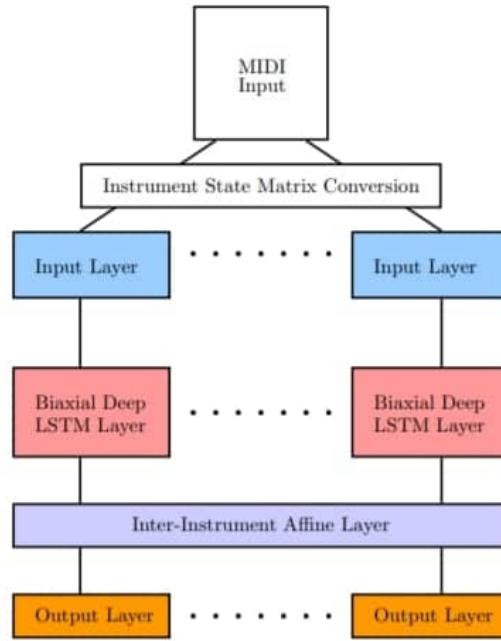 MIDI
Input
Instrument State Matrix Conversion
Input Layer
Input Layer
Biaxial Deep
LSTM Layer
Biaxial Deep
LSTM Layer
Inter-Instrument Affine Layer
Output Layer
Output Layer